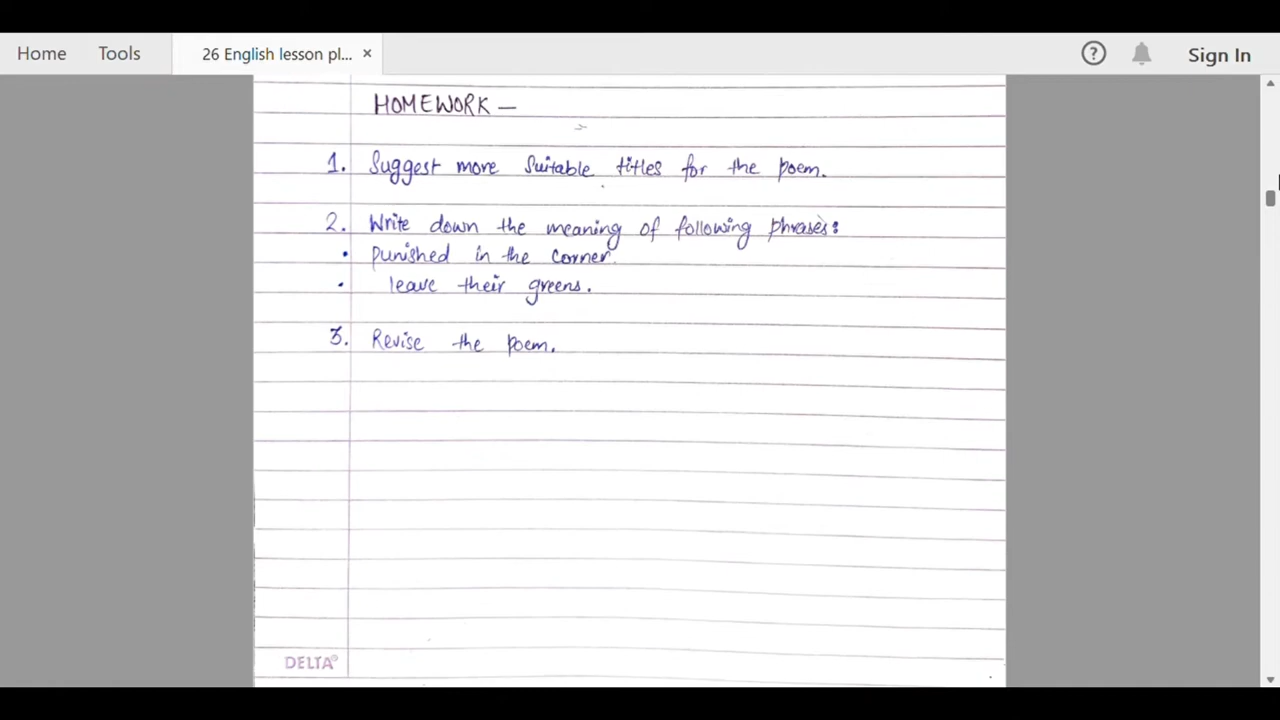 Home Tools 26 English lesson pl... × ? Sign In
HOMEWORK —
1. Suggest more Suitable titles for the poem.
2. Write down the meaning of following phrases:
• punished in the corner.
• leave their greens.
3. Revise the poem.
DELTA